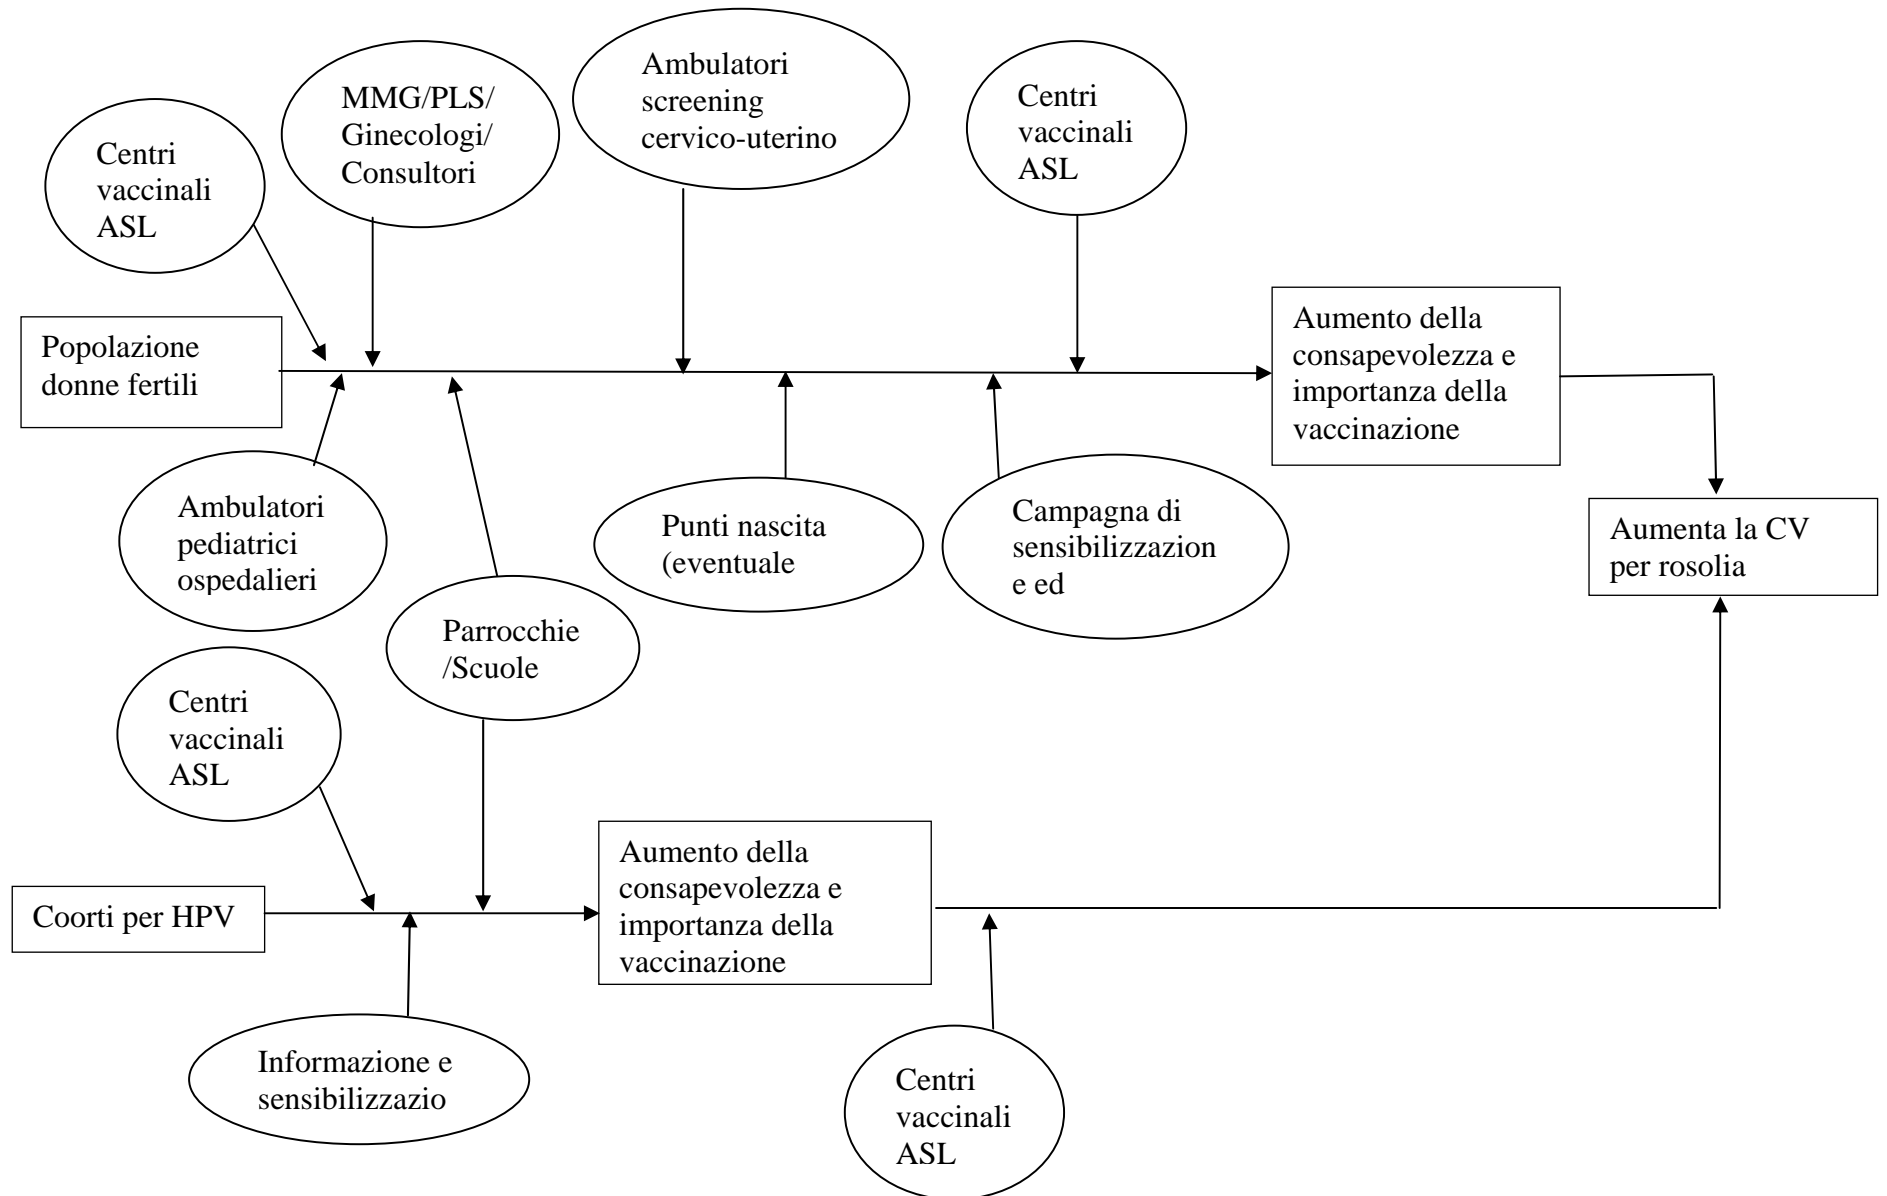 Centri
vaccinali
ASL
MMG/PLS/
Ginecologi/
Consultori
Ambulatori
screening
cervico-uterino
Centri
vaccinali
ASL
Popolazione
donne fertili
Aumento della
consapevolezza e
importanza della
vaccinazione
Ambulatori
pediatrici
ospedalieri
Parrocchie
/Scuole
Punti nascita
(eventuale
Campagna di
sensibilizzazion
e ed
Aumenta la CV
per rosolia
Centri
vaccinali
ASL
Coorti per HPV
Aumento della
consapevolezza e
importanza della
vaccinazione
Informazione e
sensibilizzazio
Centri
vaccinali
ASL